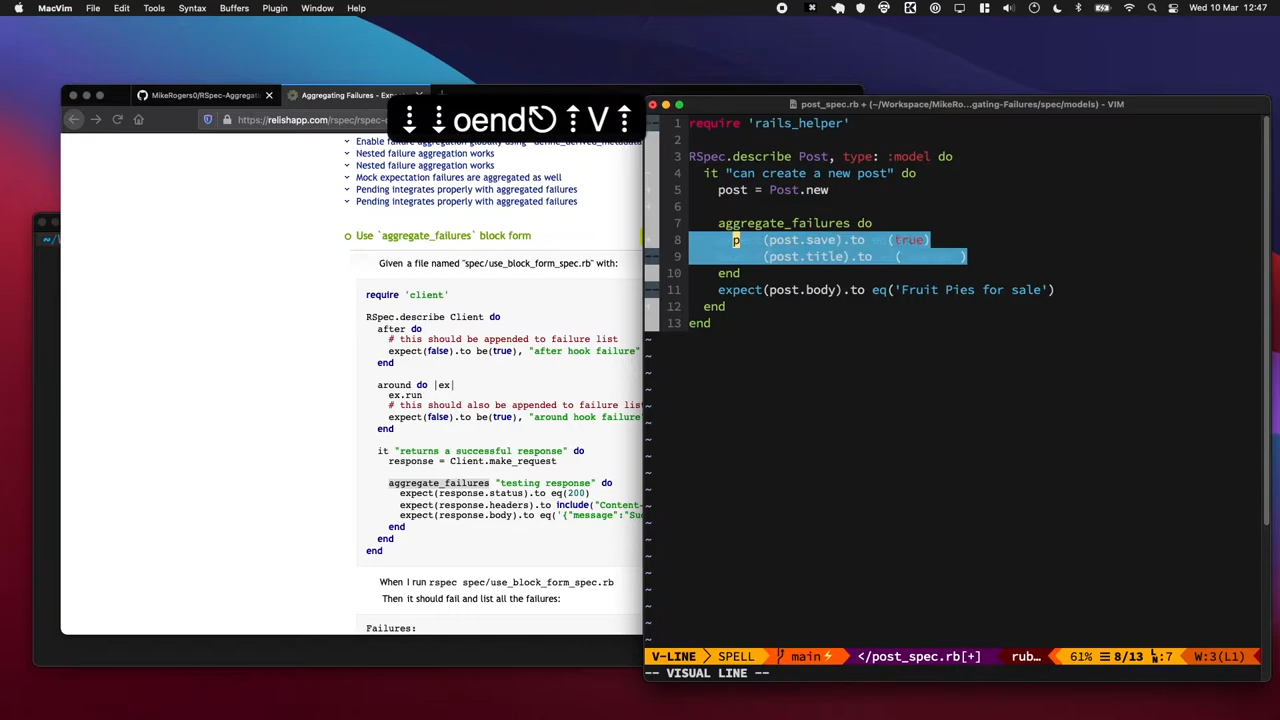 MacVim File Edit Tools Syntax Buffers Plugin Window Help
Wed 10 Mar 12:47
MikeRogers0/RSpec-Aggregati
Aggregating Failures - Expe
https://relishapp.com/rspec/rspec-c
oend V
Nested failure aggregation works
Nested failure aggregation works
Mock expectation failures are aggregated as well
Pending integrates properly with aggregated failures
Pending integrates properly with aggregated failures
Use `aggregate_failures` block form
Given a file named "spec/use_block_form_spec.rb" with:
require 'client'
RSpec.describe Client do
after do
# this should be appended to failure list
expect(false).to be(true), "after hook failure"
end
around do |ex|
ex.run
# this should also be appended to failure lis
expect(false).to be(true), "around hook failure"
end
it "returns a successful response" do
response = Client.make_request
aggregate_failures "testing response" do
expect(response.status).to eq(200)
expect(response.headers).to include("Content-
expect(response.body).to eq('{"message":"Suc
end
end
end
When I run rspec spec/use_block_form_spec.rb
Then it should fail and list all the failures:
Failures:
post_spec.rb + (~/Workspace/MikeRo…gating-Failures/spec/models) - VIM
1 require 'rails_helper'
2
3 RSpec.describe Post, type: :model do
4 it "can create a new post" do
5 post = Post.new
6
7 aggregate_failures do
8 (post.save).to eq(true)
9 (post.title).to eq( )
10 end
11 expect(post.body).to eq('Fruit Pies for sale')
12 end
13 end
V-LINE SPELL main </post_spec.rb[+] rub… 61% 8/13 :7 W:3(L1)
-- VISUAL LINE --